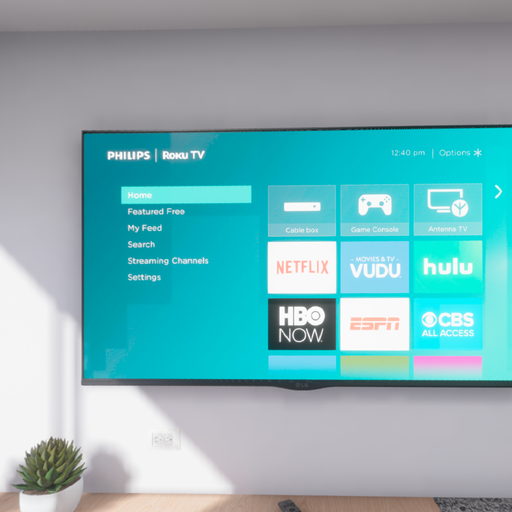 PHILIPS | Roku TV
12:40 pm | Options
Home
Featured Free
My Feed
Search
Streaming Channels
Settings
Cable box
Game Console
Antenna TV
NETFLIX
MOVIES & TV
VUDU
hulu
HBO
NOW
ESPN
CBS
ALL ACCESS
LG